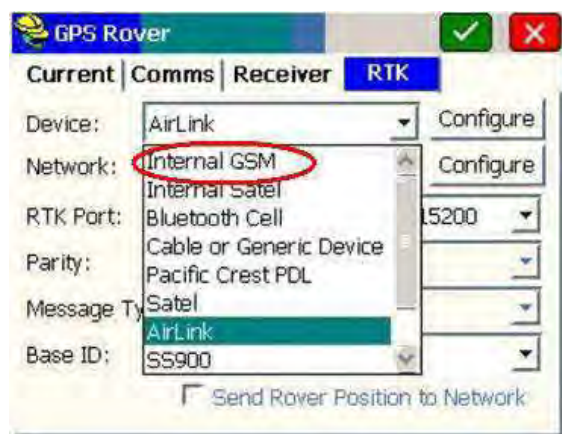 GPS Rover
Current Comms Receiver RTK
Device: AirLink Configure
Network: Internal GSM Configure
Internal Satel
RTK Port: Bluetooth Cell 15200
Cable or Generic Device
Parity: Pacific Crest PDL
Message Ty Satel
AirLink
Base ID: SS900
Send Rover Position to Network